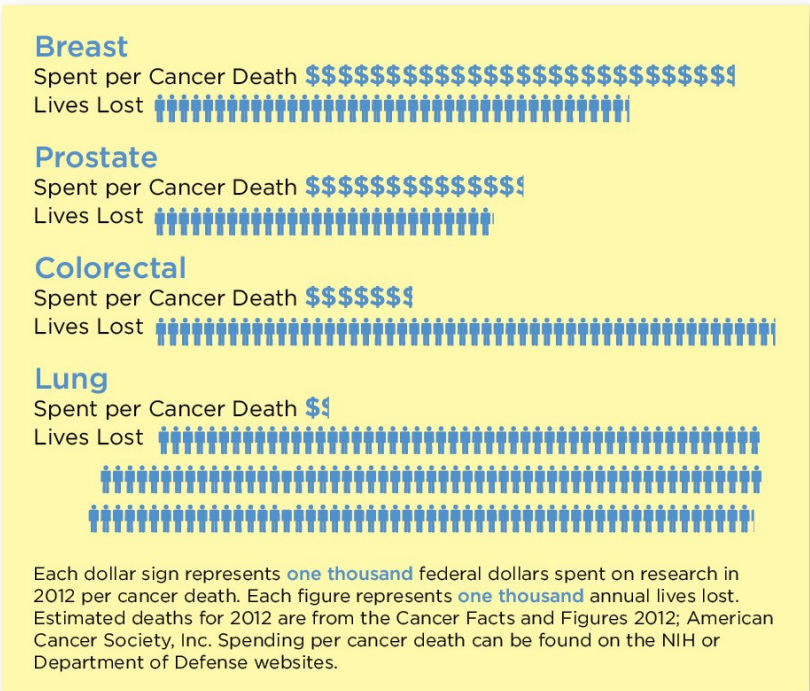 Breast
Spent per Cancer Death
Lives Lost
Prostate
Spent per Cancer Death
Lives Lost
Colorectal
Spent per Cancer Death
Lives Lost
Lung
Spent per Cancer Death
Lives Lost
Each dollar sign represents one thousand federal dollars spent on research in
2012 per cancer death. Each figure represents one thousand annual lives lost.
Estimated deaths for 2012 are from the Cancer Facts and Figures 2012; American
Cancer Society, Inc. Spending per cancer death can be found on the NIH or
Department of Defense websites.